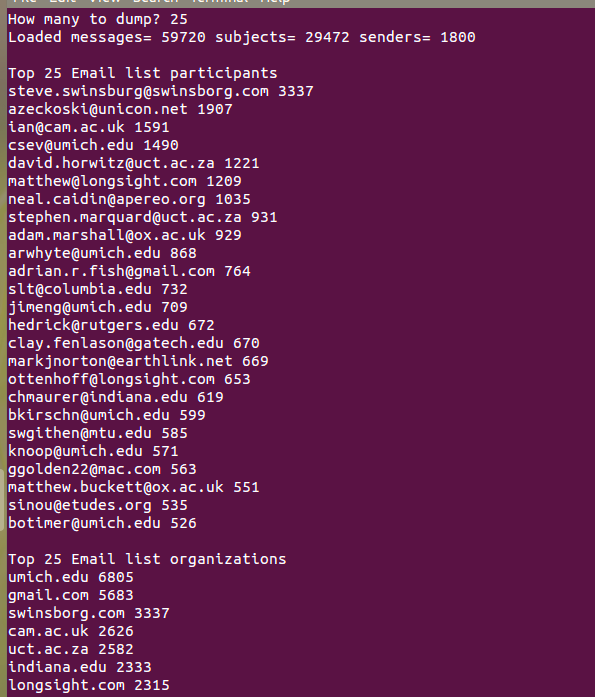 How many to dump? 25
Loaded messages= 59720 subjects= 29472 senders= 1800
Top 25 Email list participants
steve.swinsburg@swinsborg.com 3337
azeckoski@unicon.net 1907
ian@cam.ac.uk 1591
csev@umich.edu 1490
david.horwitz@uct.ac.za 1221
matthew@longsight.com 1209
neal.caidin@apereo.org 1035
stephen.marquard@uct.ac.za 931
adam.marshall@ox.ac.uk 929
arwhyte@umich.edu 868
adrian.r.fish@gmail.com 764
slt@columbia.edu 732
jimeng@umich.edu 709
hedrick@rutgers.edu 672
clay.fenlason@gatech.edu 670
markjnorton@earthlink.net 669
ottenhoff@longsight.com 653
chmaurer@indiana.edu 619
bkirschn@umich.edu 599
swgithen@mtu.edu 585
knoop@umich.edu 571
ggolden22@mac.com 563
matthew.buckett@ox.ac.uk 551
sinou@etudes.org 535
botimer@umich.edu 526
Top 25 Email list organizations
umich.edu 6805
gmail.com 5683
swinsborg.com 3337
cam.ac.uk 2626
uct.ac.za 2582
indiana.edu 2333
longsight.com 2315